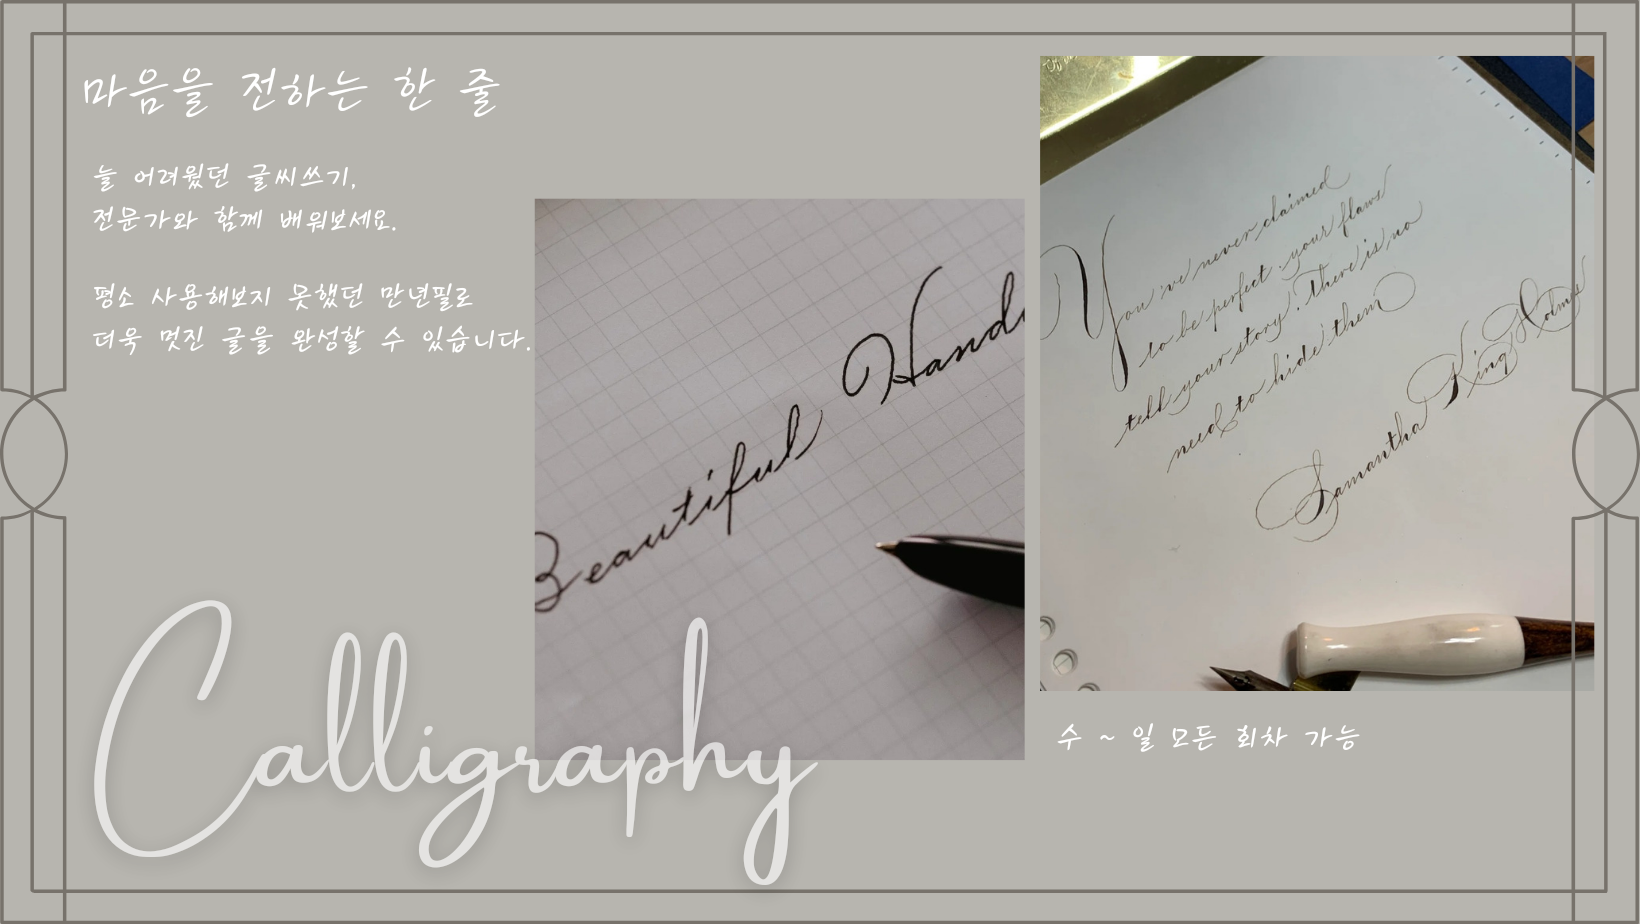 마음을 전하는 한 줄
늘 어려웠던 글씨쓰기,
전문가와 함께 배워보세요.
평소 사용해보지 못했던 만년필로
더욱 멋진 글을 완성할 수 있습니다.
Beautiful Handw
You've never claimed
to be perfect - your flaws
tell your story. There is no
need to hide them
Samantha King Holmes
수 ~ 일 모든 회차 가능
Calligraphy